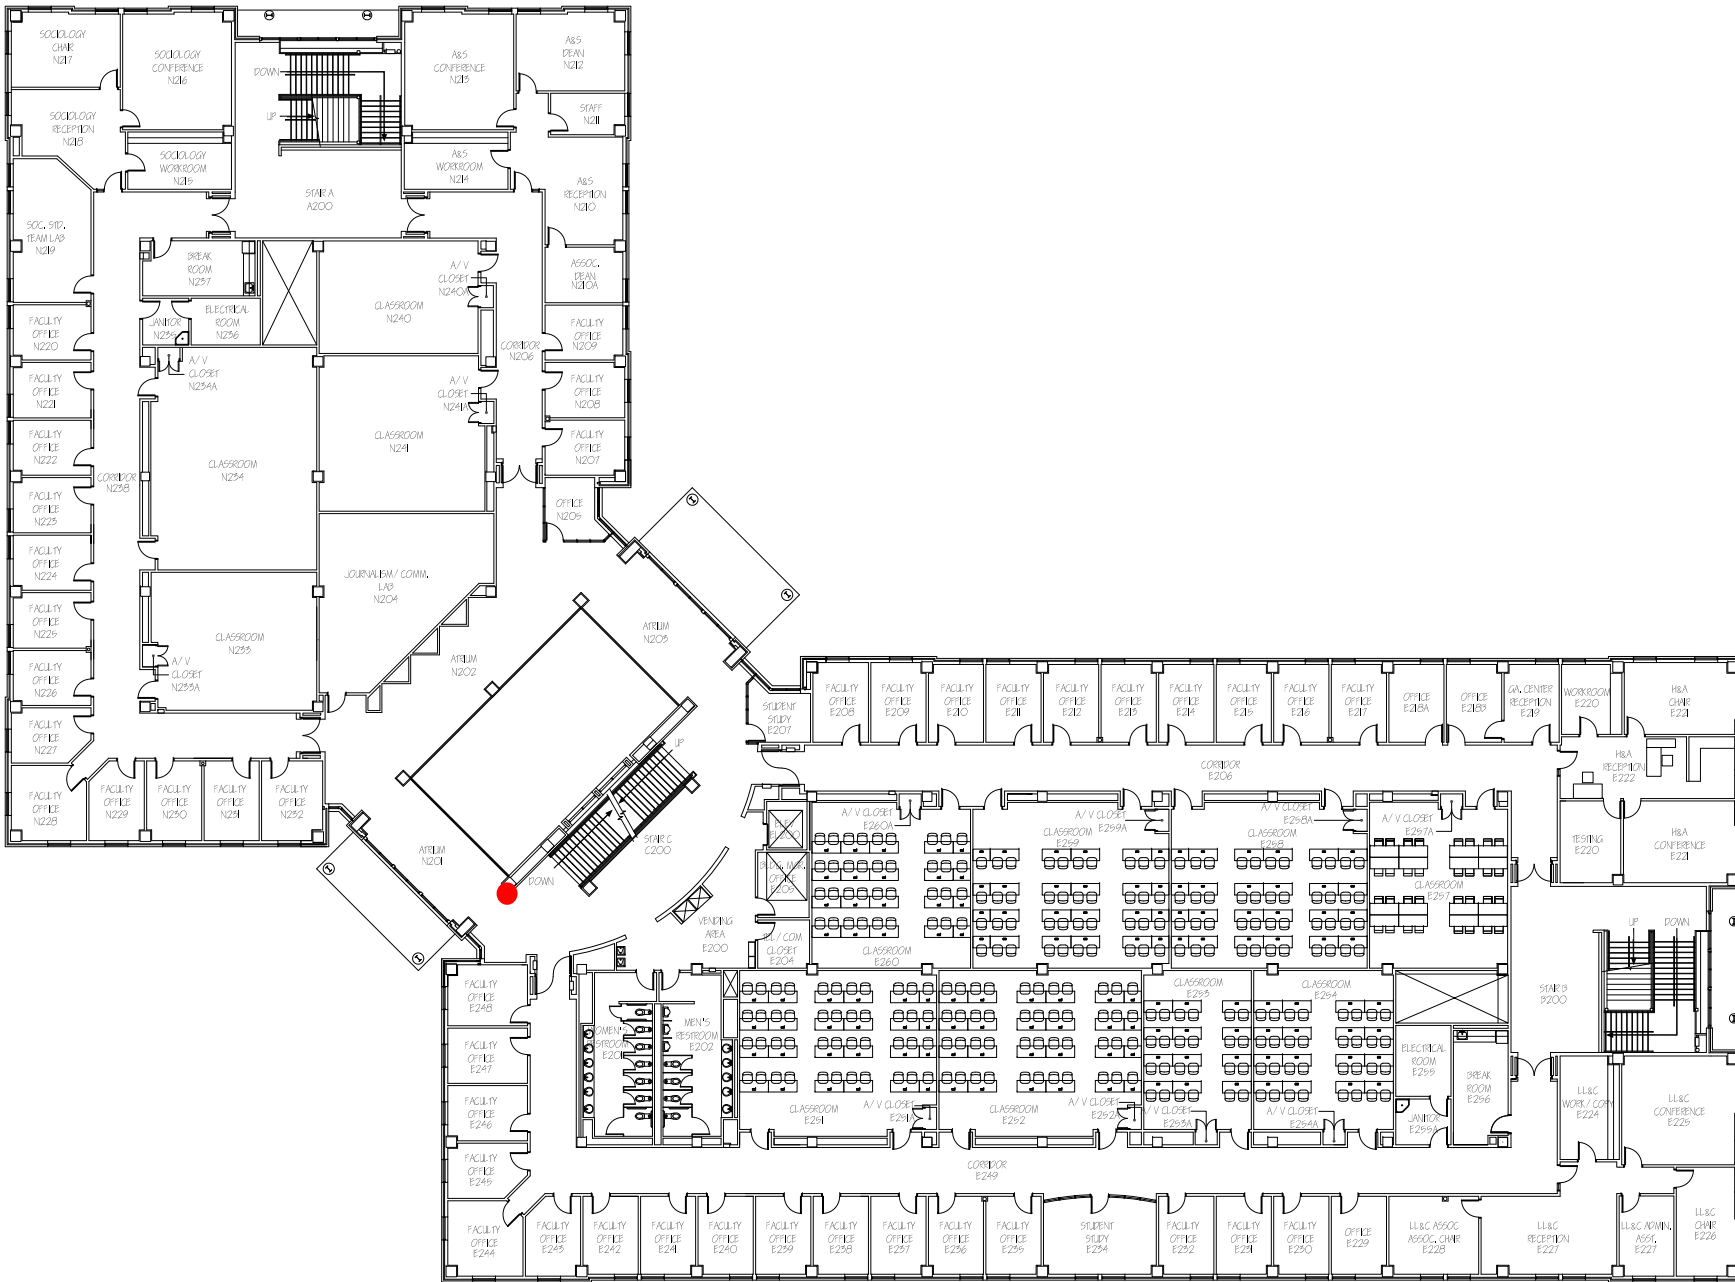 SOCIOLOGY
CHAIR
N217
SOCIOLOGY
CONFERENCE
N216
DOWN
UP
A&S
CONFERENCE
N213
A&S
DEAN
N212
STAFF
N211
SOCIOLOGY
RECEPTION
N218
SOCIOLOGY
WORKROOM
N215
A&S
WORKROOM
N214
A&S
RECEPTION
N210
STAIR A
A200
SOC. STD.
TEAM LAB
N219
BREAK
ROOM
N237
A/V
CLOSET
N240A
ASSOC.
DEAN
N210A
JANITOR
N235
ELECTRICAL
ROOM
N236
CLASSROOM
N240
FACULTY
OFFICE
N220
CORRIDOR
N206
FACULTY
OFFICE
N209
A/V
CLOSET
N234A
FACULTY
OFFICE
N221
A/V
CLOSET
N241A
FACULTY
OFFICE
N208
FACULTY
OFFICE
N222
CLASSROOM
N241
FACULTY
OFFICE
N207
CORRIDOR
N238
CLASSROOM
N234
FACULTY
OFFICE
N223
OFFICE
N205
FACULTY
OFFICE
N224
JOURNALISM / COMM.
LAB
N204
FACULTY
OFFICE
N225
CLASSROOM
N233
ATRIUM
N203
A/V
CLOSET
N233A
ATRIUM
N202
FACULTY
OFFICE
N226
FACULTY
OFFICE
N227
FACULTY
OFFICE
N228
FACULTY
OFFICE
N229
FACULTY
OFFICE
N230
FACULTY
OFFICE
N231
FACULTY
OFFICE
N232
ATRIUM
N201
UP
STAIR C
C200
DOWN
STUDENT
STUDY
E207
FACULTY
OFFICE
E208
FACULTY
OFFICE
E209
FACULTY
OFFICE
E210
FACULTY
OFFICE
E211
FACULTY
OFFICE
E212
FACULTY
OFFICE
E213
FACULTY
OFFICE
E214
FACULTY
OFFICE
E215
FACULTY
OFFICE
E216
FACULTY
OFFICE
E217
OFFICE
E218A
OFFICE
E218B
GA. CENTER
RECEPTION
E219
WORKROOM
E220
H&A
CHAIR
E221
CORRIDOR
E206
H&A
RECEPTION
E222
A/V CLOSET
E260A
A/V CLOSET
E259A
A/V CLOSET
E258A
A/V CLOSET
E257A
CLASSROOM
E259
CLASSROOM
E258
CLASSROOM
E257
TESTING
E220
H&A
CONFERENCE
E221
BLDG. MGR.
OFFICE
E205
VENDING
AREA
E200
TEL / COM
CLOSET
E204
CLASSROOM
E260
UP
DOWN
STAIR B
B200
FACULTY
OFFICE
E248
FACULTY
OFFICE
E247
FACULTY
OFFICE
E246
FACULTY
OFFICE
E245
FACULTY
OFFICE
E244
WOMEN'S
RESTROOM
E201
MEN'S
RESTROOM
E202
CLASSROOM
E253
CLASSROOM
E254
ELECTRICAL
ROOM
E255
BREAK
ROOM
E256
JANITOR
E255A
CLASSROOM
E251
A/V CLOSET
E251A
CLASSROOM
E252
A/V CLOSET
E252A
A/V CLOSET
E253A
A/V CLOSET
E254A
LL&C
WORK / COPY
E224
LL&C
CONFERENCE
E225
CORRIDOR
E249
FACULTY
OFFICE
E243
FACULTY
OFFICE
E242
FACULTY
OFFICE
E241
FACULTY
OFFICE
E240
FACULTY
OFFICE
E239
FACULTY
OFFICE
E238
FACULTY
OFFICE
E237
FACULTY
OFFICE
E236
FACULTY
OFFICE
E235
STUDENT
STUDY
E234
FACULTY
OFFICE
E232
FACULTY
OFFICE
E231
FACULTY
OFFICE
E230
OFFICE
E229
LL&C ASSOC
ASSOC. CHAIR
E228
LL&C
RECEPTION
E227
LL&C ADMIN.
ASST.
E227
LL&C
CHAIR
E226